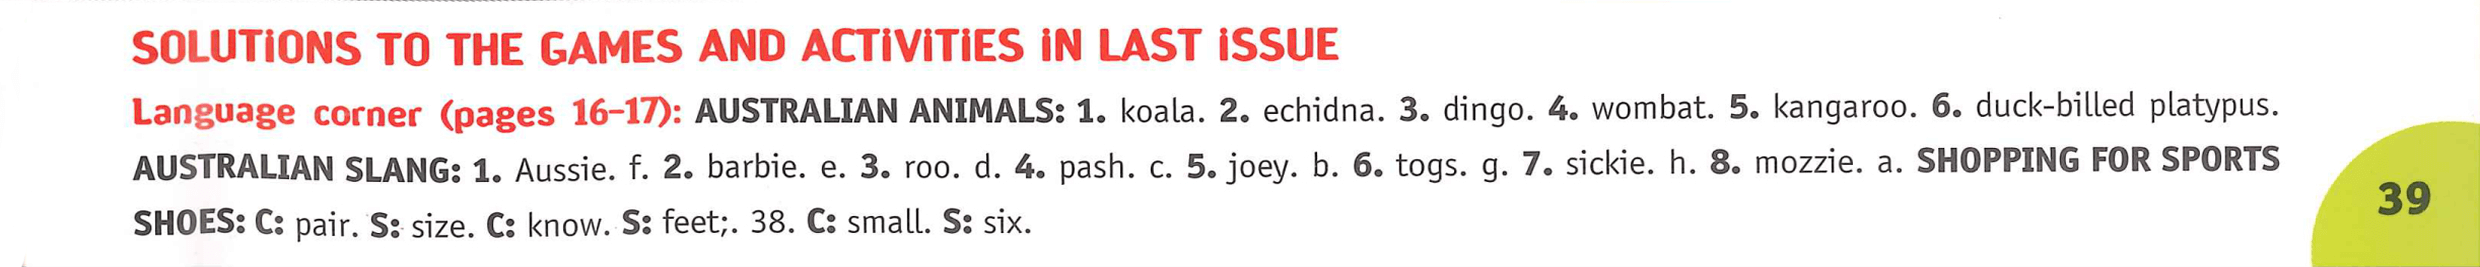 SOLUTIONS TO THE GAMES AND ACTIVITIES IN LAST ISSUE
Language corner (pages 16-17): AUSTRALIAN ANIMALS: 1. koala. 2. echidna. 3. dingo. 4. wombat. 5. kangaroo. 6. duck-billed platypus.
AUSTRALIAN SLANG: 1. Aussie. f. 2. barbie. e. 3. roo. d. 4. pash. c. 5. joey. b. 6. togs. g. 7. sickie. h. 8. mozzie. a. SHOPPING FOR SPORTS
SHOES: C: pair. S: size. C: know. S: feet;. 38. C: small. S: six.
39